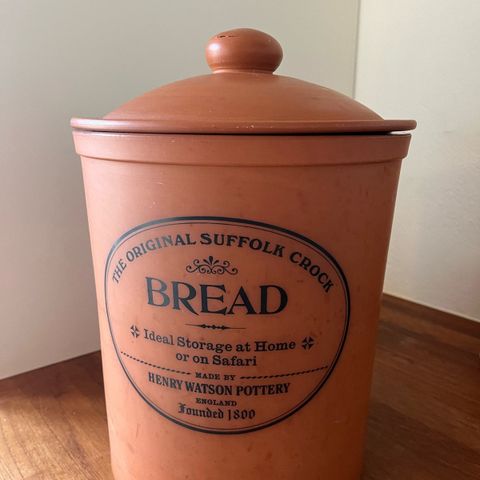 THE ORIGINAL SUFFOLK CROCK
BREAD
Ideal Storage at Home
or on Safari
MADE BY
HENRY WATSON POTTERY
ENGLAND
Founded 1800